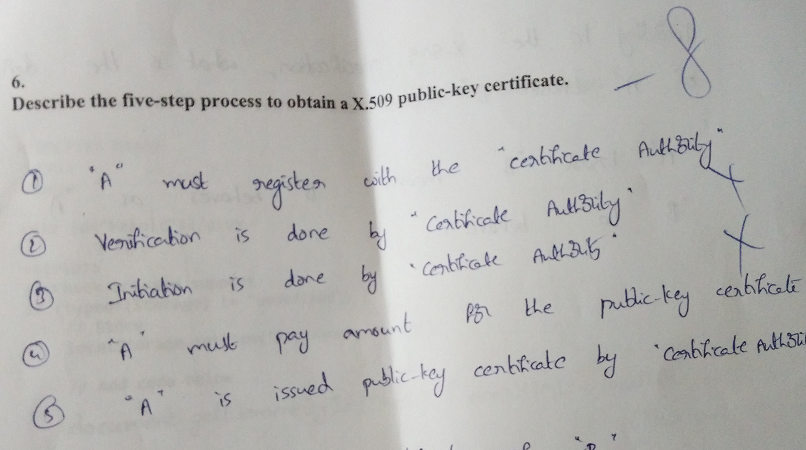 6.
Describe the five-step process to obtain a X.509 public-key certificate.
- 8
① "A" must register with the "certificate Authority"
② Verification is done by "Certificate Authority"
③ Initiation is done by "certificate Authority"
④ "A" must pay amount for the public-key certificate
⑤ "A" is issued public-key certificate by "Certificate Authori